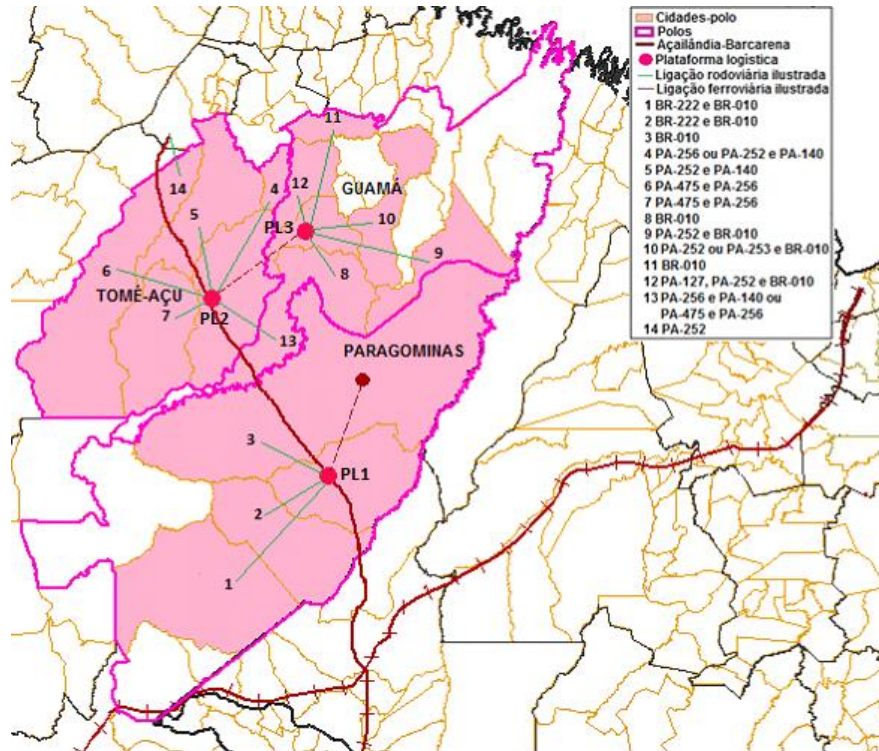 Cidades-polo
Polos
Açailândia-Barcarena
Plataforma logística
Ligação rodoviária ilustrada
Ligação ferroviária ilustrada
1 BR-222 e BR-010
2 BR-222 e BR-010
3 BR-010
4 PA-256 ou PA-252 e PA-140
5 PA-252 e PA-140
6 PA-475 e PA-256
7 PA-475 e PA-256
8 BR-010
9 PA-252 e BR-010
10 PA-252 ou PA-253 e BR-010
11 BR-010
12 PA-127, PA-252 e BR-010
13 PA-256 e PA-140 ou
PA-475 e PA-256
14 PA-252
11
14
12
4
GUAMÁ
5
10
PL3
9
8
6
TOMÉ-AÇU
7
PL2
13
PARAGOMINAS
3
PL1
2
1